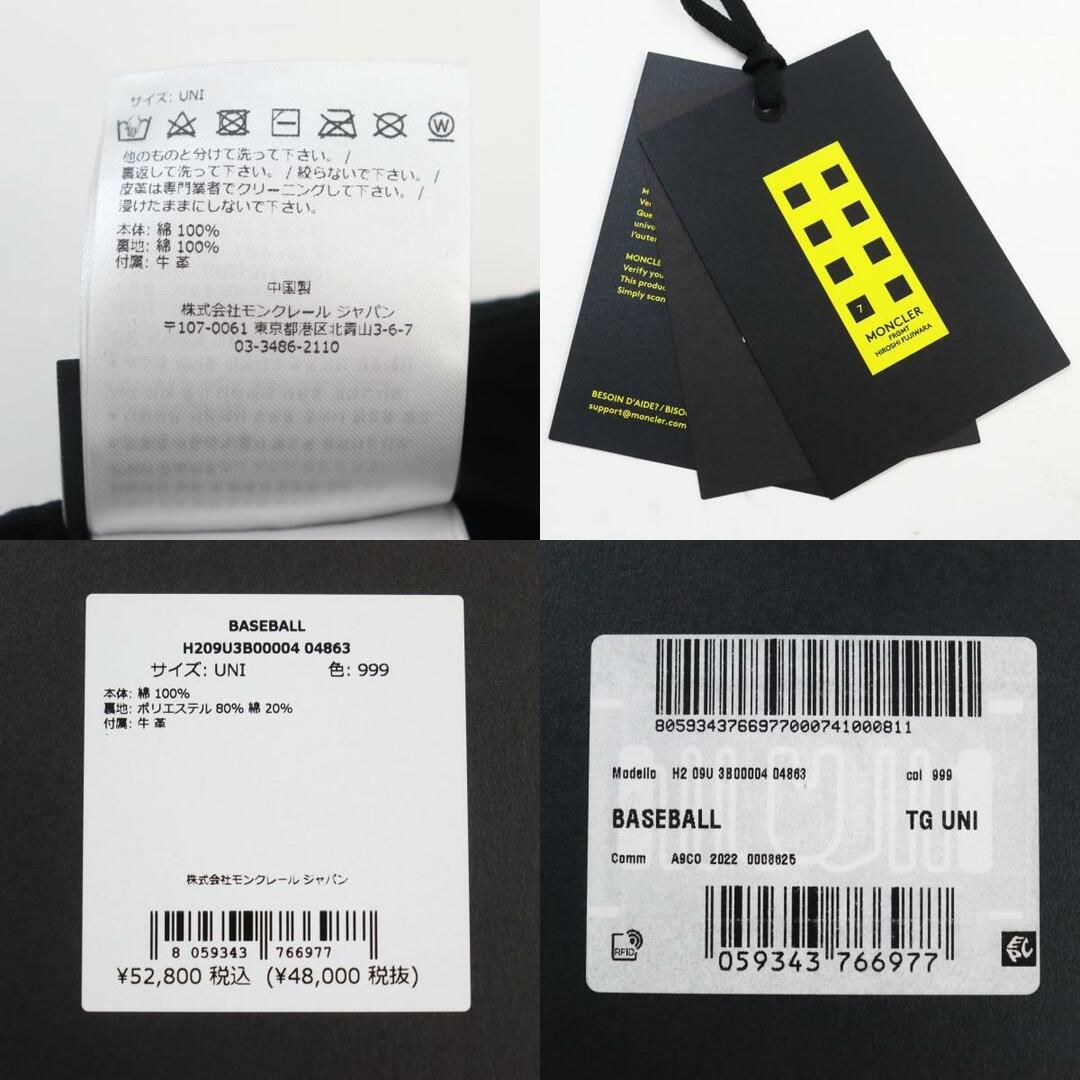 サイズ: UNI
W
他のものと分けて洗って下さい。/
裏返して洗って下さい。/ 絞らないで下さい。/
皮革は専門業者でクリーニングして下さい。/
浸けたままにしないで下さい。
本体: 綿 100%
裏地: 綿 100%
付属: 牛 革
中国製
株式会社モンクレール ジャパン
〒107-0061 東京都港区北青山3-6-7
03-3486-2110
Que
MONCLE
Verify you
This produc
Simply scan
BESOIN D'AIDE? / BISO
support@moncler.com
7
MONCLER
FRGMT
HIROSHI FUJIWARA
BASEBALL
H209U3B00004 04863
サイズ: UNI 色: 999
本体: 綿 100%
裏地: ポリエステル 80% 綿 20%
付属: 牛 革
株式会社モンクレール ジャパン
8 059343 766977
¥52,800 税込 (¥48,000 税抜)
8059343766977000741000811
Modello H2 09U 3B00004 04863 col 999
BASEBALL TG UNI
Comm A9CO 2022 0008625
RFID
059343 766977